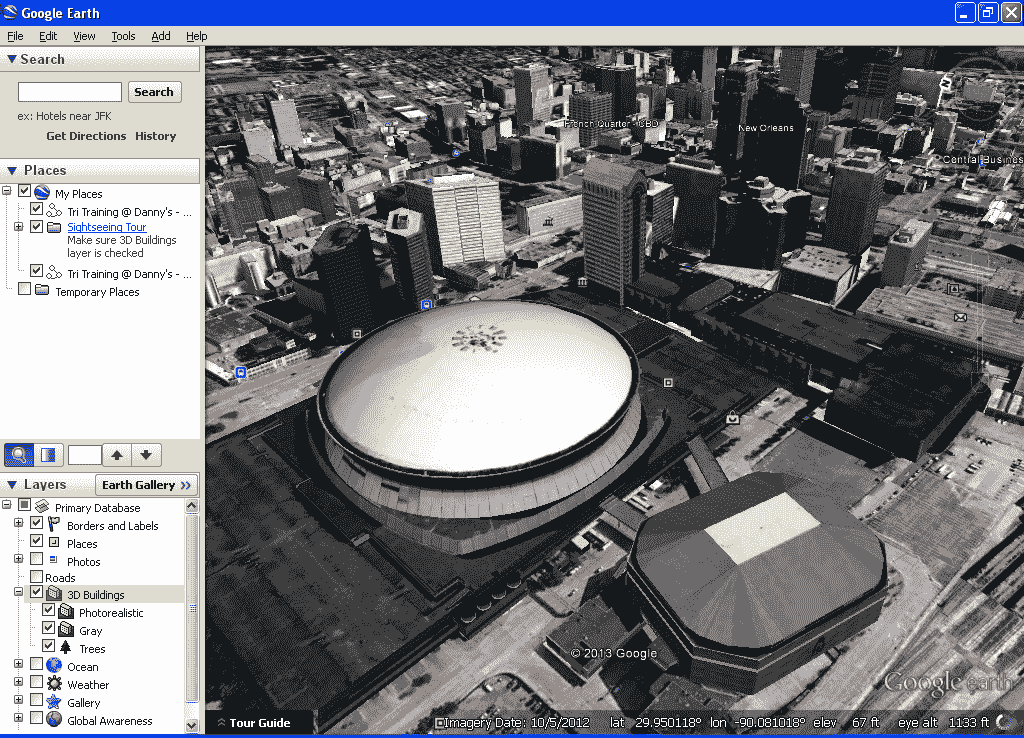 Google Earth
File Edit View Tools Add Help
Search
Search
ex: Hotels near JFK
Get Directions History
Places
My Places
Tri Training @ Danny's - ...
Sightseeing Tour
Make sure 3D Buildings
layer is checked
Tri Training @ Danny's - ...
Temporary Places
Layers
Earth Gallery >>
Primary Database
Borders and Labels
Places
Photos
Roads
3D Buildings
Photorealistic
Gray
Trees
Ocean
Weather
Gallery
Global Awareness
French Quarter - CBD
New Orleans
Central Busines
© 2013 Google
Google earth
Tour Guide
Imagery Date: 10/5/2012 lat 29.950118° lon -90.081018° elev 67 ft eye alt 1133 ft